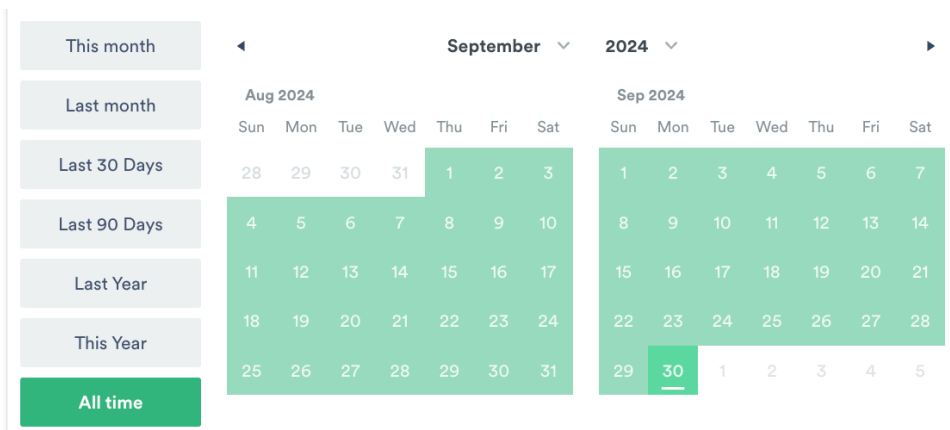 This month
Last month
Last 30 Days
Last 90 Days
Last Year
This Year
All time
September 2024
Aug 2024
Sun Mon Tue Wed Thu Fri Sat
28 29 30 31 1 2 3
4 5 6 7 8 9 10
11 12 13 14 15 16 17
18 19 20 21 22 23 24
25 26 27 28 29 30 31
Sep 2024
Sun Mon Tue Wed Thu Fri Sat
1 2 3 4 5 6 7
8 9 10 11 12 13 14
15 16 17 18 19 20 21
22 23 24 25 26 27 28
29 30 1 2 3 4 5